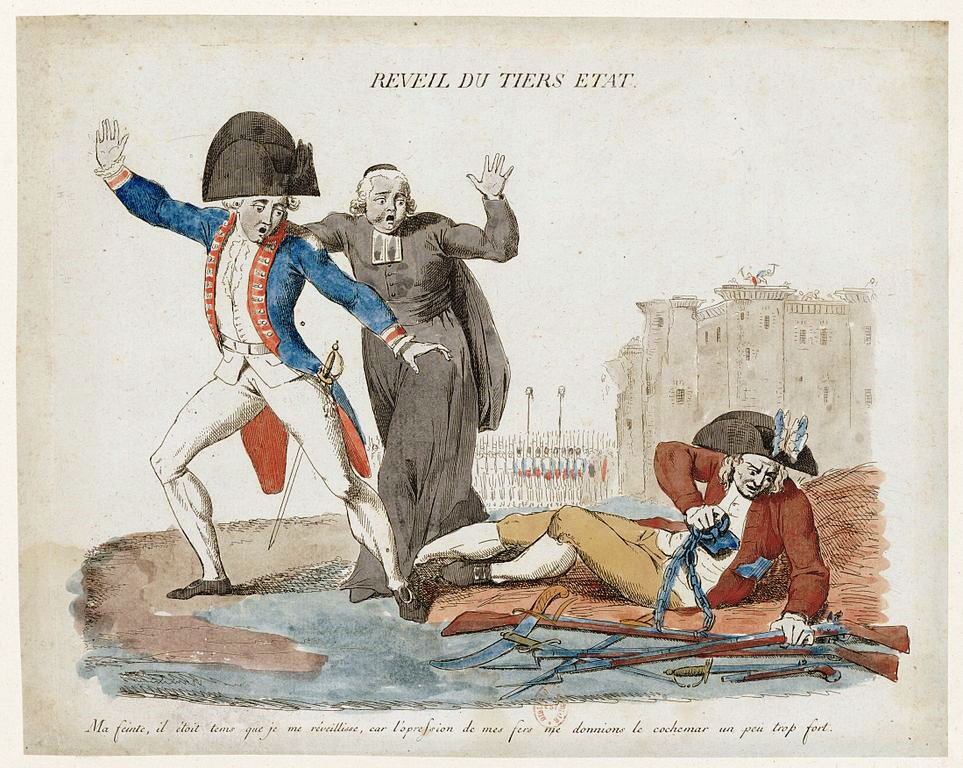 REVEIL DU TIERS ETAT.
Ma feinte, il étoit tems que je me réveillisse, car l'opression de mes fers me donnions le cochemar un peu trop fort.